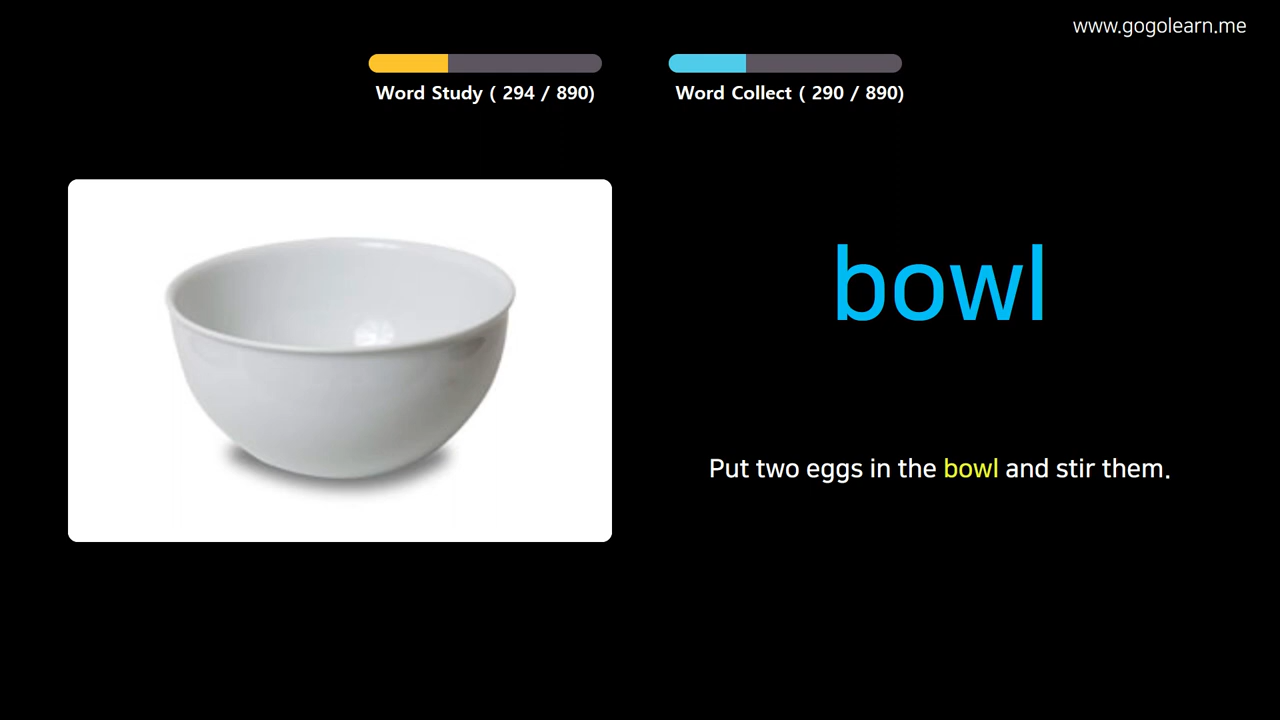 www.gogolearn.me
Word Study ( 294 / 890)
Word Collect ( 290 / 890)
bowl
Put two eggs in the bowl and stir them.